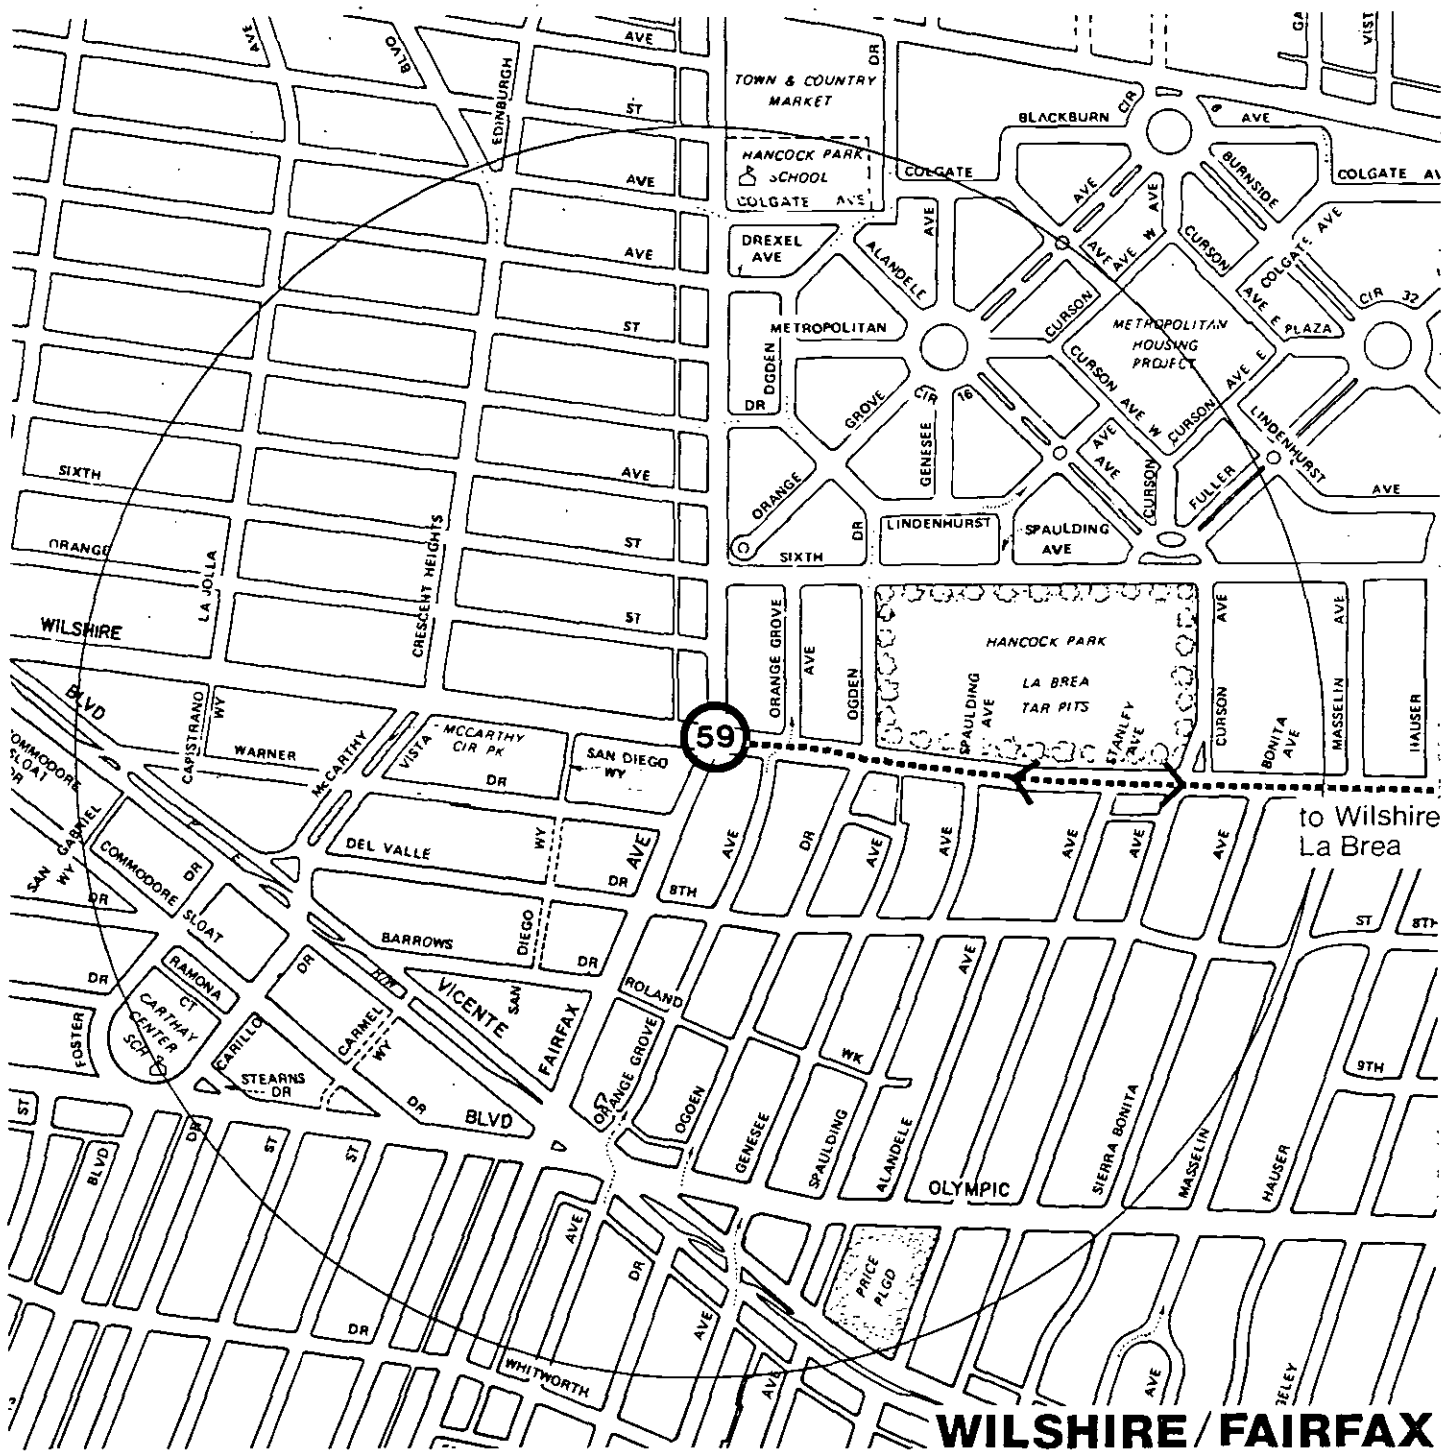 AVE
BLVD
AVE
DR
GA
VIST
EDINBURGH
TOWN & COUNTRY
MARKET
ST
BLACKBURN
CIR
6
AVE
HANCOCK PARK
SCHOOL
COLGATE AVE
COLGATE
AVE
AVE
BURNSIDE
COLGATE AV
AVE
AVE
DREXEL
AVE
ALANDELE
AVE
AVE
AVE W
CURSON
COLGATE
AVE
ST
METROPOLITAN
CURSON
METROPOLITAN
HOUSING
PROJECT
AVE E
PLAZA
CIR 32
OGDEN
DR
GROVE
CIR 16
CURSON AVE W
CURSON AVE E
LINDENHURST
SIXTH
AVE
ORANGE
GENESEE
AVE
AVE
CURSON
FULLER
AVE
ORANGE
LA JOLLA
CRESCENT HEIGHTS
ST
SIXTH
DR
LINDENHURST
SPAULDING
AVE
WILSHIRE
ST
ORANGE GROVE
AVE
OGDEN
HANCOCK PARK
LA BREA
TAR PITS
SPAULDING
AVE
STANLEY
AVE
AVE
CURSON
BONITA
AVE
AVE
MASSELIN
HAUSER
BLVD
CAPISTRANO
WY
WARNER
McCARTHY
VISTA
MCCARTHY
CIR PK
DR
SAN DIEGO
WY
59
COMMODORE
SLOAT
DR
to Wilshire
La Brea
SAN GABRIEL
WY
DR
COMMODORE
SLOAT
DR
DEL VALLE
WY
DR
AVE
8TH
AVE
DR
AVE
AVE
AVE
AVE
AVE
ST
8TH
BARROWS
DIEGO
SAN
DR
DR
RAMONA
CT
DR
R/W
VICENTE
ROLAND
AVE
FOSTER
CARTHAY
CENTER
SCH
CARILLO
CARMEL
WY
FAIRFAX
ORANGE GROVE
WK
9TH
STEARNS
DR
DR
BLVD
OGDEN
GENESEE
SPAULDING
ALANDELE
SIERRA BONITA
MASSELIN
HAUSER
ST
BLVD
DR
ST
ST
OLYMPIC
AVE
DR
PRICE
PLGD
DR
WHITWORTH
AVE
AVE
AVE
GELEY
WILSHIRE/FAIRFAX